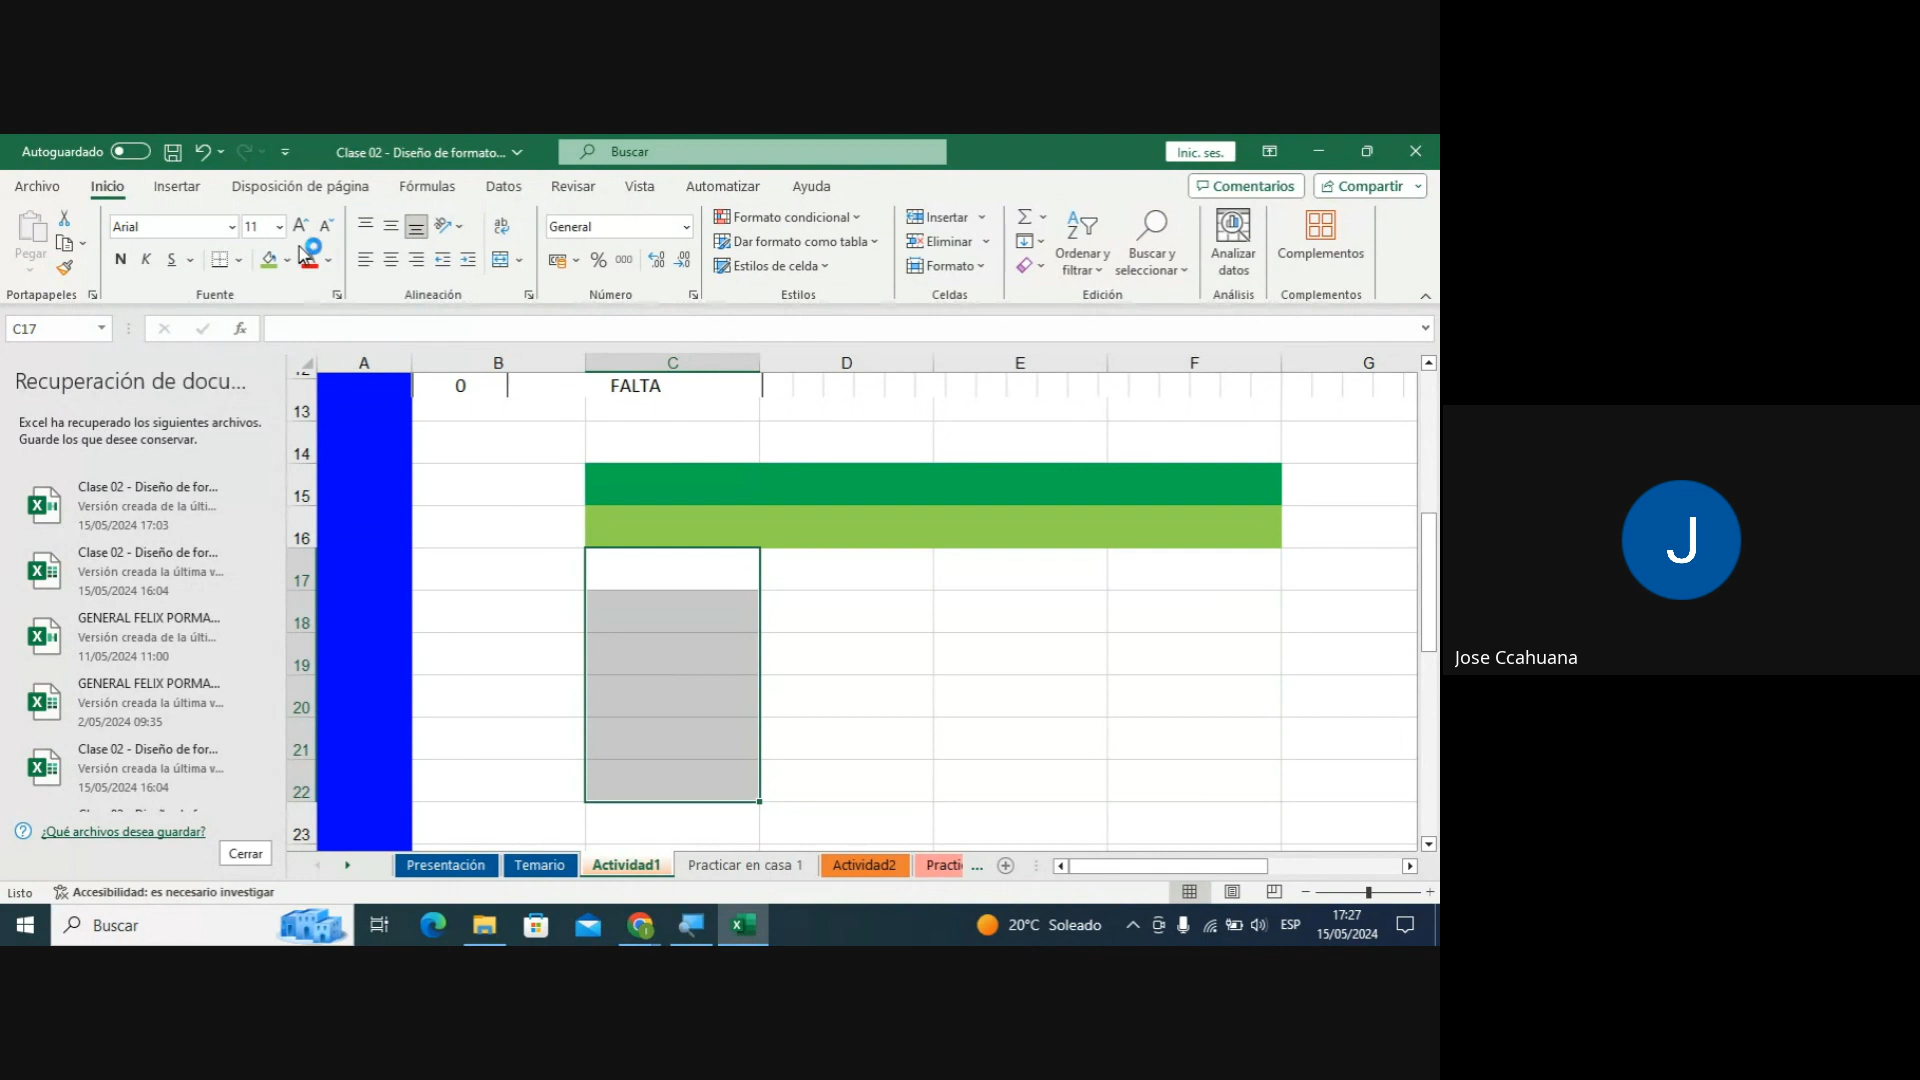 Autoguardado
Clase 02 - Diseño de formato...
Buscar
Inic. ses.
Archivo
Inicio
Insertar
Disposición de página
Fórmulas
Datos
Revisar
Vista
Automatizar
Ayuda
Comentarios
Compartir
Pegar
Portapapeles
Arial
11
N K S
Fuente
Alineación
General
% 000
Número
Formato condicional
Dar formato como tabla
Estilos de celda
Estilos
Insertar
Eliminar
Formato
Celdas
Ordenar y
filtrar
Buscar y
seleccionar
Edición
Analizar
datos
Análisis
Complementos
Complementos
C17
fx
Recuperación de docu...
Excel ha recuperado los siguientes archivos.
Guarde los que desee conservar.
Clase 02 - Diseño de for...
Versión creada de la últi...
15/05/2024 17:03
Clase 02 - Diseño de for...
Versión creada la última v...
15/05/2024 16:04
GENERAL FELIX PORMA...
Versión creada de la últi...
11/05/2024 11:00
GENERAL FELIX PORMA...
Versión creada la última v...
2/05/2024 09:35
Clase 02 - Diseño de for...
Versión creada la última v...
15/05/2024 16:04
¿Qué archivos desea guardar?
Cerrar
A B C D E F G
0 FALTA
13
14
15
16
17
18
19
20
21
22
23
Presentación
Temario
Actividad1
Practicar en casa 1
Actividad2
Practi
...
Listo
Accesibilidad: es necesario investigar
Buscar
20°C Soleado
ESP
17:27
15/05/2024
J
Jose Ccahuana